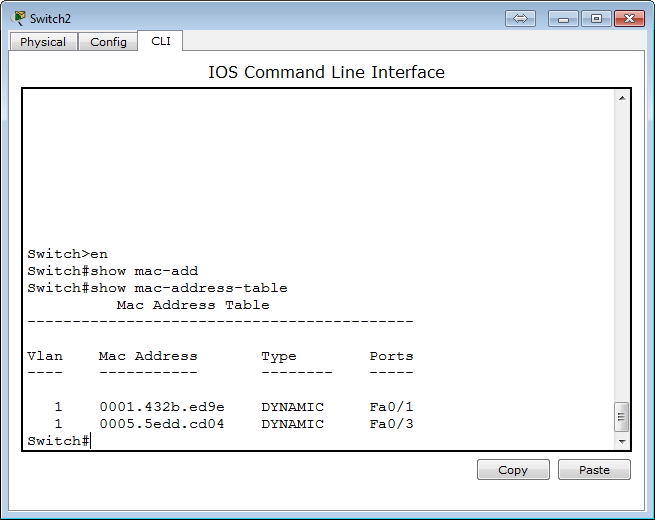 Switch2
Physical Config CLI
IOS Command Line Interface
Switch>en
Switch#show mac-add
Switch#show mac-address-table
          Mac Address Table
-------------------------------------------

Vlan    Mac Address       Type        Ports
----    -----------       --------    -----

   1    0001.432b.ed9e    DYNAMIC     Fa0/1
   1    0005.5edd.cd04    DYNAMIC     Fa0/3
Switch#
Copy Paste